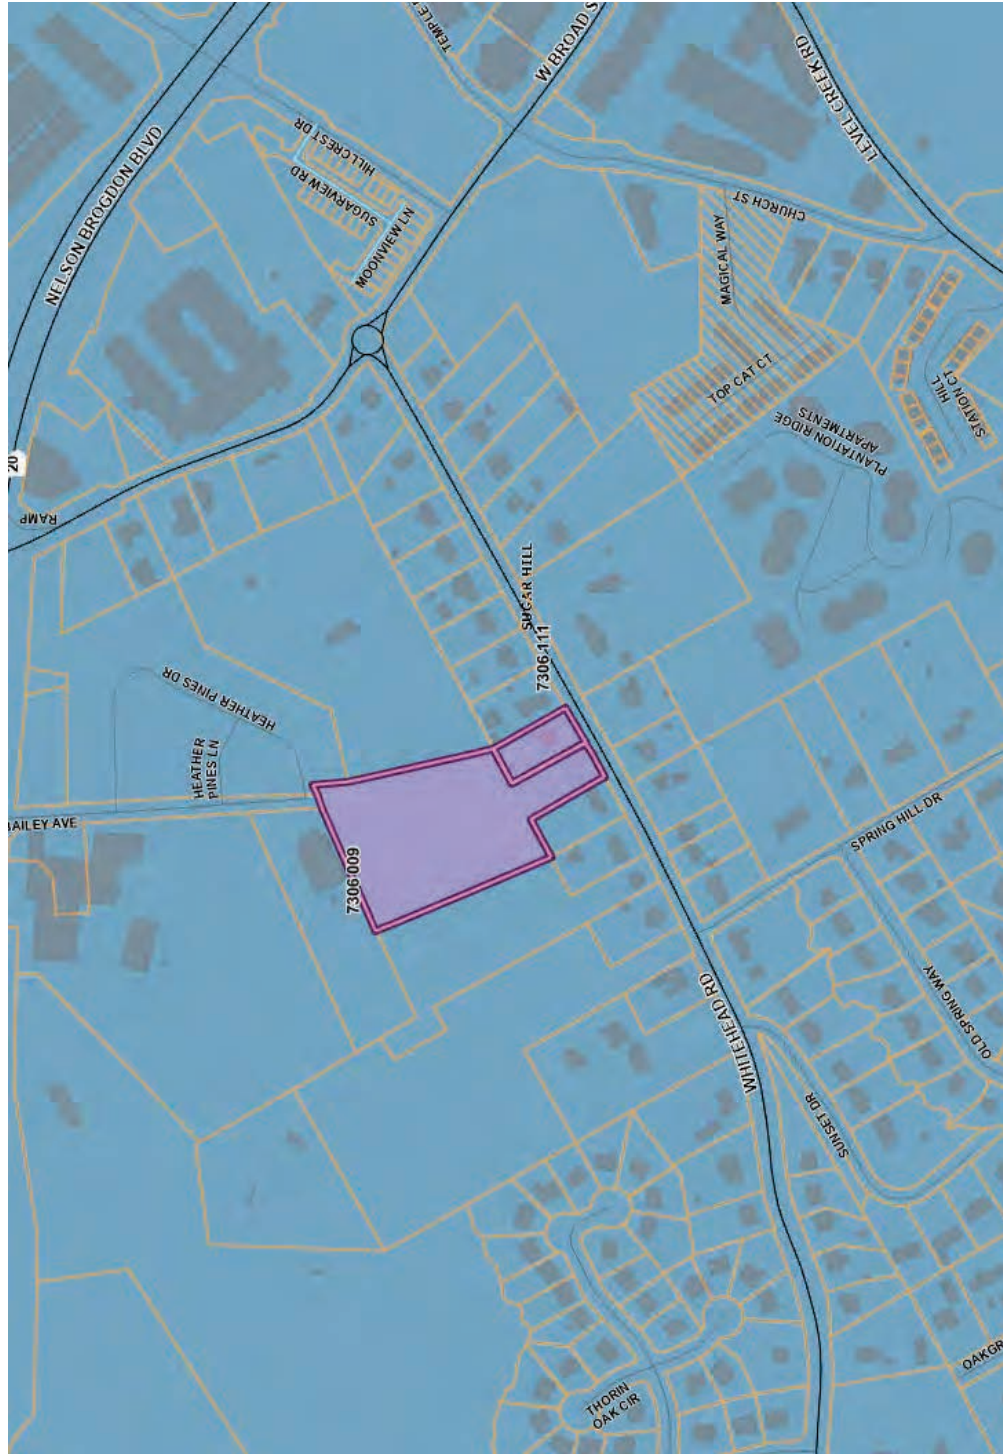 TEMPLE
W BROAD S
LEVEL CREEK RD
NELSON BROGDON BLVD
HILLCREST DR
SUGARVIEW RD
MOONVIEW LN
CHURCH ST
MAGICAL WAY
TOP CAT CT
HILL
STATION CT
PLANTATION RIDGE
APARTMENTS
20
RAMP
SUGAR HILL
7306 111
HEATHER PINES DR
HEATHER
PINES LN
BAILEY AVE
7306 009
SPRING HILL DR
OLD SPRING WAY
WHITEHEAD RD
SUNSET DR
THORIN
OAK CIR
OAKGR